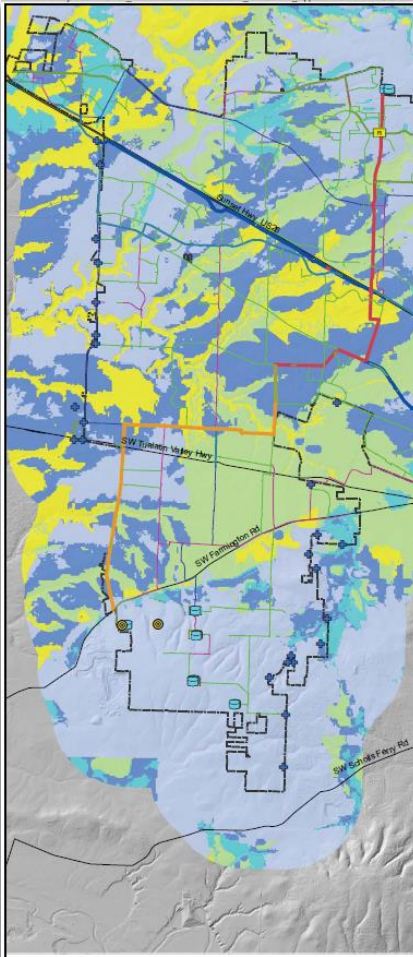 Sunset Hwy, US26
SW Tualatin Valley Hwy
SW Farmington Rd
SW Scholls Ferry Rd